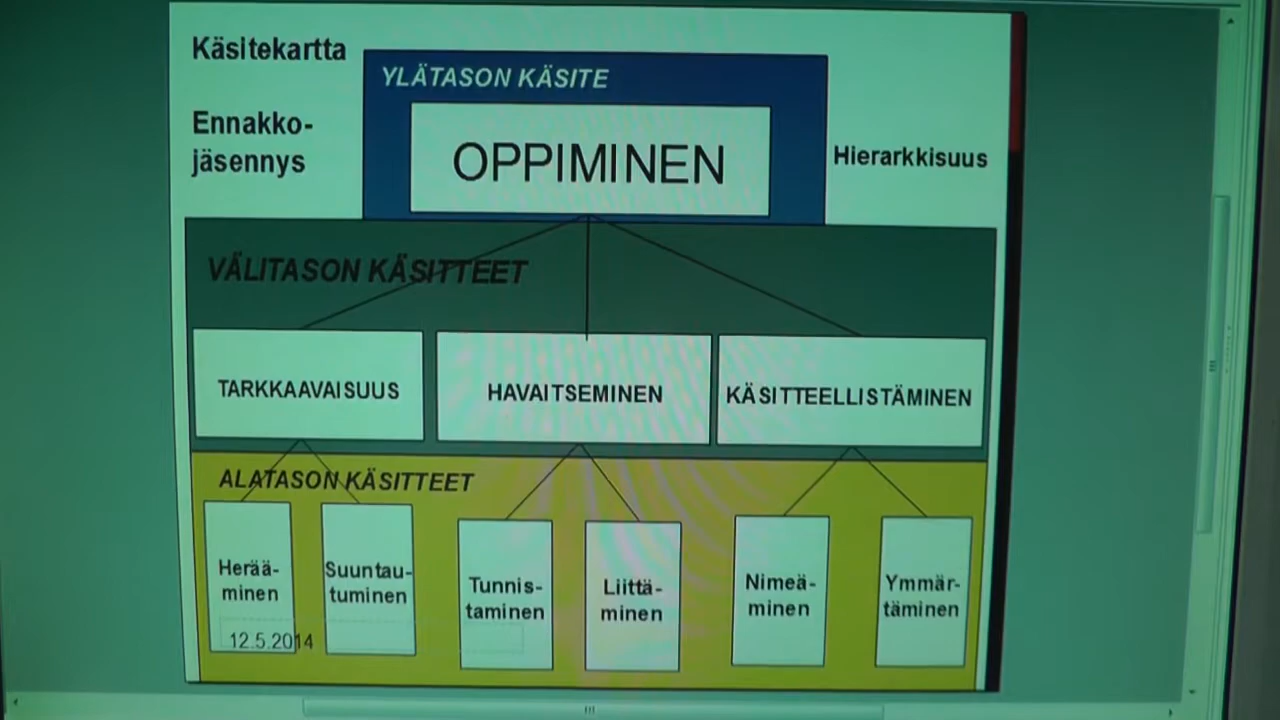 Käsitekartta
Ennakko-
jäsennys
YLÄTASON KÄSITE
OPPIMINEN
Hierarkkisuus
VÄLITASON KÄSITTEET
TARKKAAVAISUUS
HAVAITSEMINEN
KÄSITTEELLISTÄMINEN
ALATASON KÄSITTEET
Herää-
minen
Suuntau-
tuminen
Tunnis-
taminen
Liittä-
minen
Nimeä-
minen
Ymmär-
täminen
12.5.2014